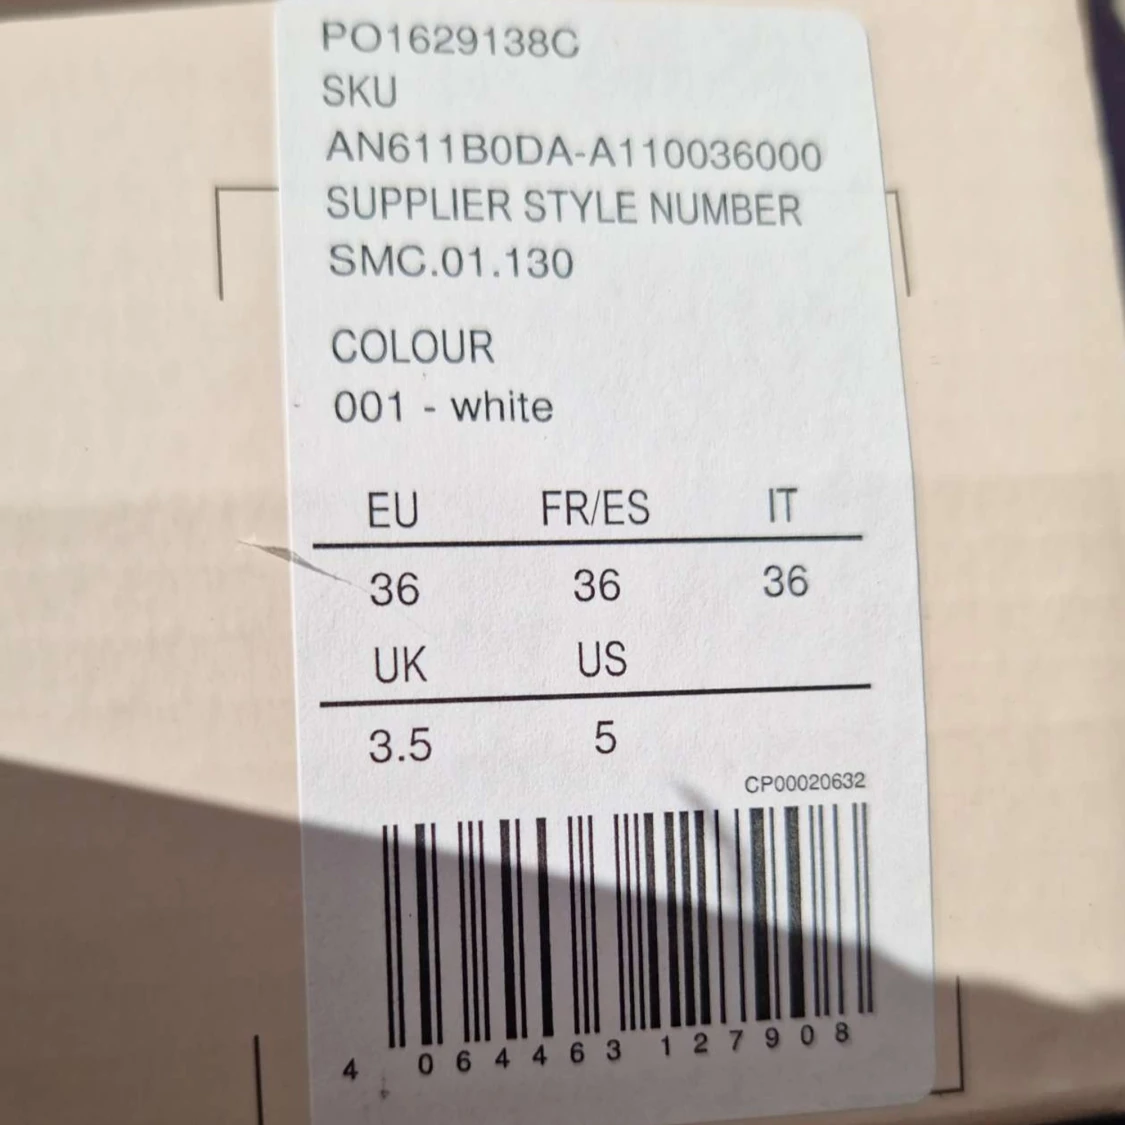 PO1629138C
SKU
AN611B0DA-A110036000
SUPPLIER STYLE NUMBER
SMC.01.130
COLOUR
001 - white
EU FR/ES IT
36 36 36
UK US
3.5 5
CP00020632
4 064463 127908